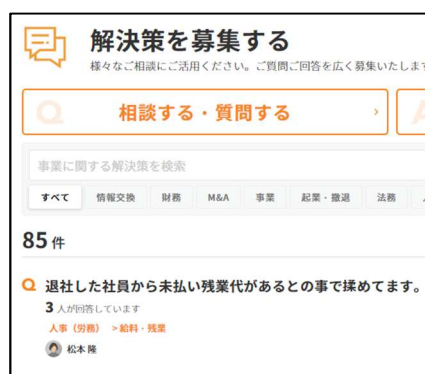 解決策を募集する
様々なご相談にご活用ください。ご質問ご回答を広く募集いたします
Q 相談する・質問する >
A
事業に関する解決策を検索
すべて 情報交換 財務 M&A 事業 起業・撤退 法務
85 件
Q 退社した社員から未払い残業代があるとの事で揉めてます。
3 人が回答しています
人事（労務） ＞給料・残業
松本 隆